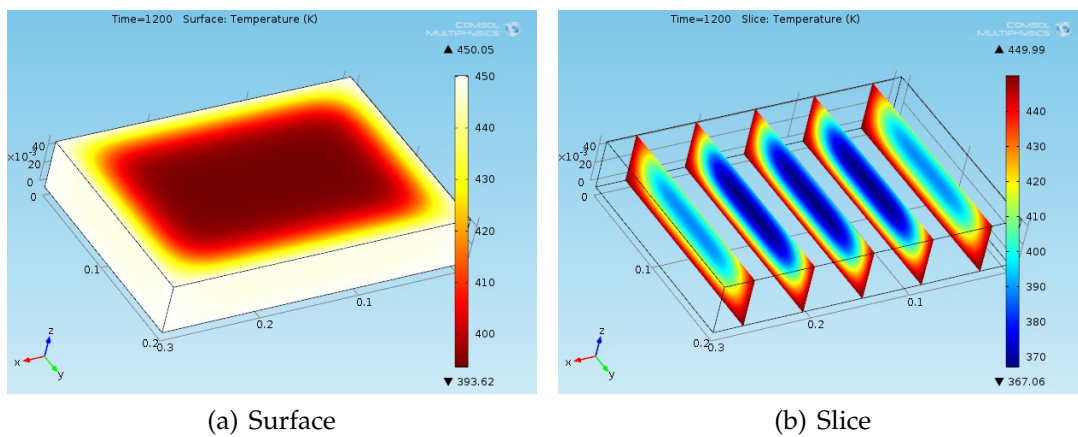 Time=1200 Surface: Temperature (K)
COMSOL
MULTIPHYSICS
▲ 450.05
450
440
430
420
410
400
▼ 393.62
×10⁻³
40
20
0
0
0.1
0.2
0.3
0.2
0.1
x
y
z
(a) Surface
Time=1200 Slice: Temperature (K)
COMSOL
MULTIPHYSICS
▲ 449.99
440
430
420
410
400
390
380
370
▼ 367.06
×10⁻³
40
20
0
0
0.1
0.2
0.3
0.2
0.1
x
y
z
(b) Slice